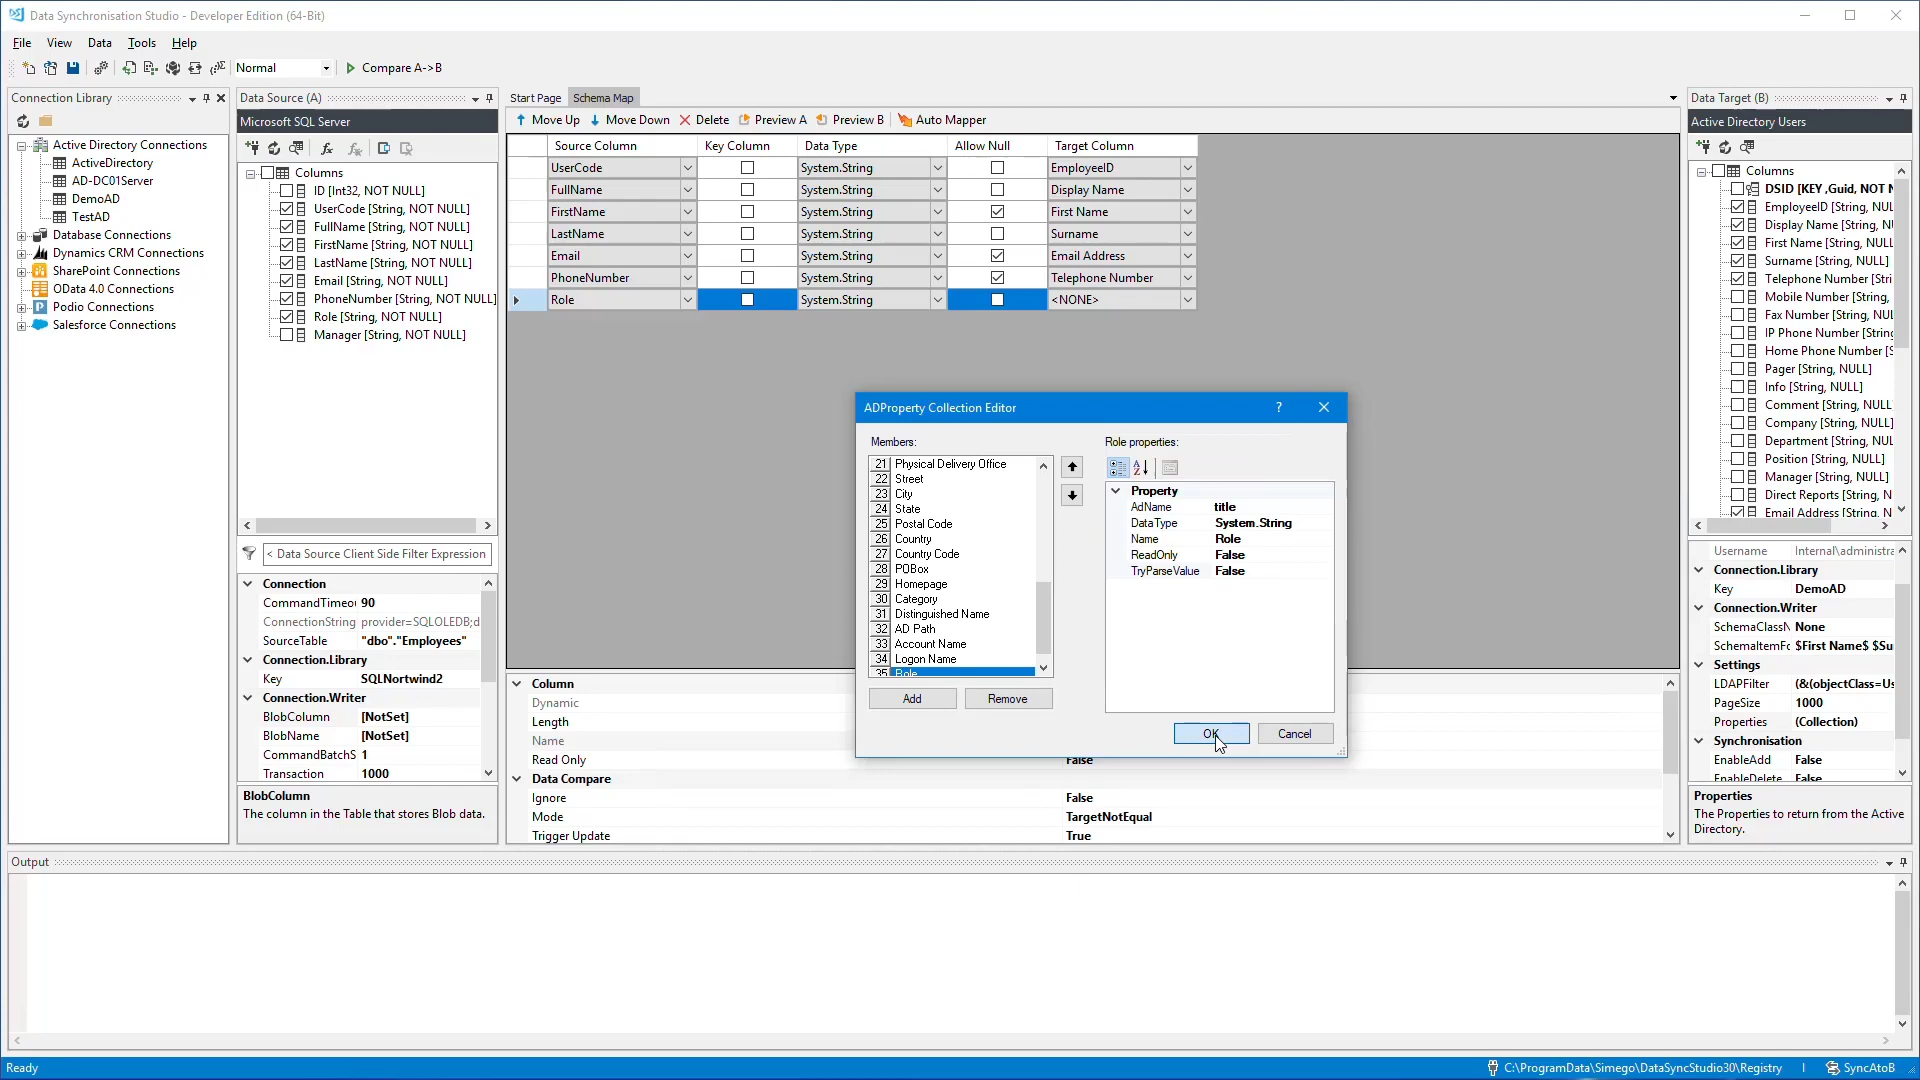 Data Synchronisation Studio - Developer Edition (64-Bit)
File View Data Tools Help
Normal Compare A->B
Connection Library
Active Directory Connections
ActiveDirectory
AD-DC01Server
DemoAD
TestAD
Database Connections
Dynamics CRM Connections
SharePoint Connections
OData 4.0 Connections
Podio Connections
Salesforce Connections
Data Source (A)
Microsoft SQL Server
Columns
ID [Int32, NOT NULL]
UserCode [String, NOT NULL]
FullName [String, NOT NULL]
FirstName [String, NOT NULL]
LastName [String, NOT NULL]
Email [String, NOT NULL]
PhoneNumber [String, NOT NULL]
Role [String, NOT NULL]
Manager [String, NOT NULL]
< Data Source Client Side Filter Expression
Connection
CommandTimeou 90
ConnectionString provider=SQLOLEDB;d
SourceTable "dbo"."Employees"
Connection.Library
Key SQLNortwind2
Connection.Writer
BlobColumn [NotSet]
BlobName [NotSet]
CommandBatchS 1
Transaction 1000
BlobColumn
The column in the Table that stores Blob data.
Start Page Schema Map
Move Up Move Down Delete Preview A Preview B Auto Mapper
Source Column Key Column Data Type Allow Null Target Column
UserCode System.String EmployeeID
FullName System.String Display Name
FirstName System.String First Name
LastName System.String Surname
Email System.String Email Address
PhoneNumber System.String Telephone Number
Role System.String <NONE>
ADProperty Collection Editor ?
Members:
21 Physical Delivery Office
22 Street
23 City
24 State
25 Postal Code
26 Country
27 Country Code
28 POBox
29 Homepage
30 Category
31 Distinguished Name
32 AD Path
33 Account Name
34 Logon Name
35 Role
Add Remove
Role properties:
Property
AdName title
DataType System.String
Name Role
ReadOnly False
TryParseValue False
OK Cancel
Column
Dynamic
Length
Name
Read Only False
Data Compare
Ignore False
Mode TargetNotEqual
Trigger Update True
Data Target (B)
Active Directory Users
Columns
DSID [KEY ,Guid, NOT N
EmployeeID [String, NUL
Display Name [String, NU
First Name [String, NULL
Surname [String, NULL]
Telephone Number [String
Mobile Number [String,
Fax Number [String, NUL
IP Phone Number [String
Home Phone Number [S
Pager [String, NULL]
Info [String, NULL]
Comment [String, NULL
Company [String, NULL]
Department [String, NUL
Position [String, NULL]
Manager [String, NULL]
Direct Reports [String, N
Email Address [String, NU
Username Internal\administra
Connection.Library
Key DemoAD
Connection.Writer
SchemaClassN None
SchemaItemFo $First Name$ $Su
Settings
LDAPFilter (&(objectClass=Us
PageSize 1000
Properties (Collection)
Synchronisation
EnableAdd False
EnableDelete False
Properties
The Properties to return from the Active
Directory.
Output
Ready C:\ProgramData\Simego\DataSyncStudio30\Registry SyncAtoB